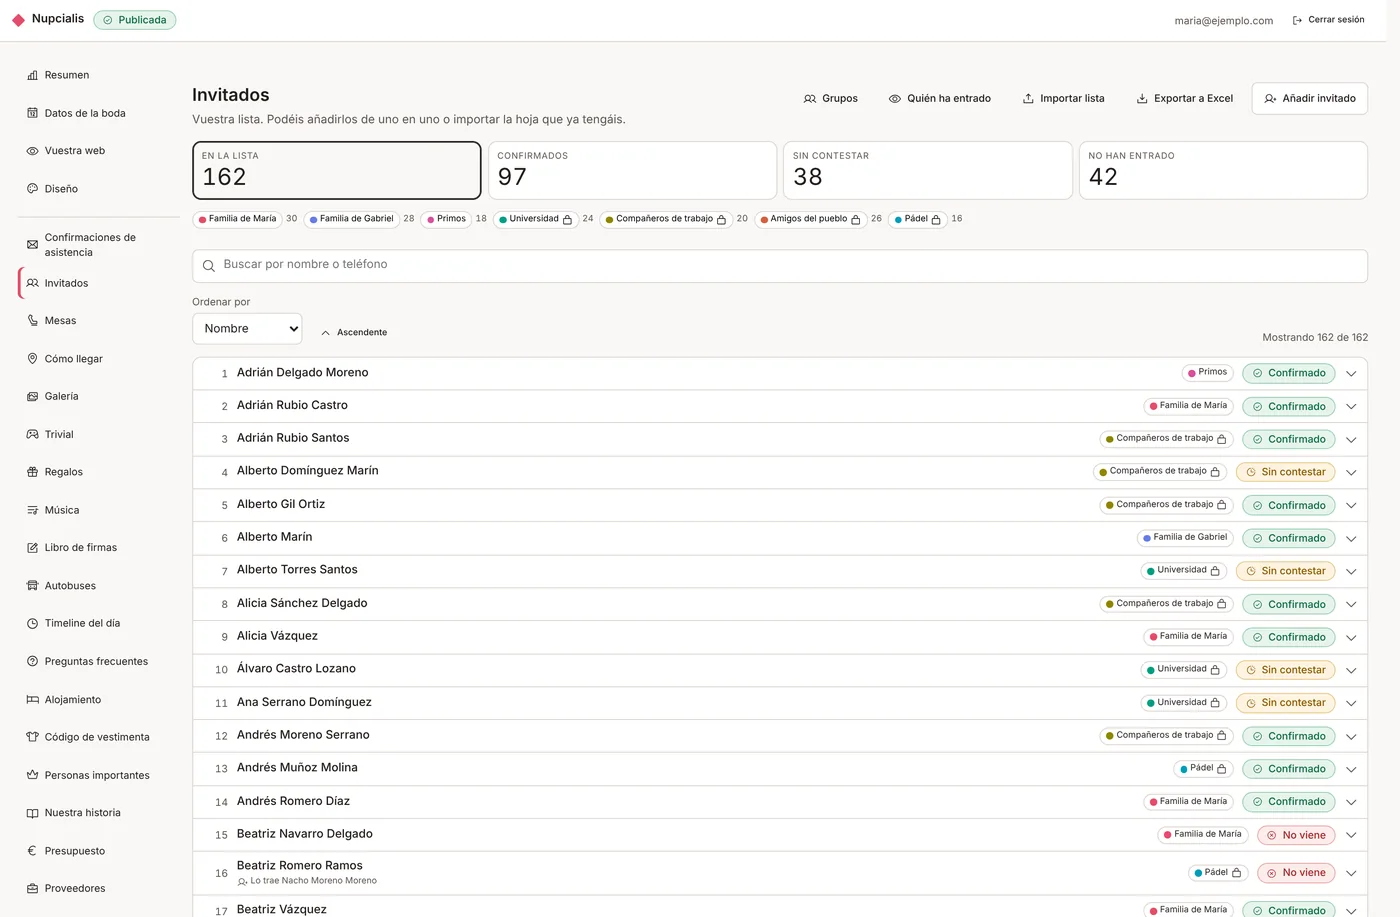 Nupcialis
Publicada
maria@ejemplo.com
Cerrar sesión
Resumen
Datos de la boda
Vuestra web
Diseño
Confirmaciones de
asistencia
Invitados
Mesas
Cómo llegar
Galería
Trivial
Regalos
Música
Libro de firmas
Autobuses
Timeline del día
Preguntas frecuentes
Alojamiento
Código de vestimenta
Personas importantes
Nuestra historia
Presupuesto
Proveedores
Invitados
Vuestra lista. Podéis añadirlos de uno en uno o importar la hoja que ya tengáis.
Grupos
Quién ha entrado
Importar lista
Exportar a Excel
Añadir invitado
EN LA LISTA
162
CONFIRMADOS
97
SIN CONTESTAR
38
NO HAN ENTRADO
42
Familia de María 30
Familia de Gabriel 28
Primos 18
Universidad 24
Compañeros de trabajo 20
Amigos del pueblo 26
Pádel 16
Buscar por nombre o teléfono
Ordenar por
Nombre
Ascendente
Mostrando 162 de 162
1 Adrián Delgado Moreno Primos Confirmado
2 Adrián Rubio Castro Familia de María Confirmado
3 Adrián Rubio Santos Compañeros de trabajo Confirmado
4 Alberto Domínguez Marín Compañeros de trabajo Sin contestar
5 Alberto Gil Ortiz Compañeros de trabajo Confirmado
6 Alberto Marín Familia de Gabriel Confirmado
7 Alberto Torres Santos Universidad Sin contestar
8 Alicia Sánchez Delgado Compañeros de trabajo Confirmado
9 Alicia Vázquez Familia de María Confirmado
10 Álvaro Castro Lozano Universidad Sin contestar
11 Ana Serrano Domínguez Universidad Sin contestar
12 Andrés Moreno Serrano Compañeros de trabajo Confirmado
13 Andrés Muñoz Molina Pádel Confirmado
14 Andrés Romero Díaz Familia de María Confirmado
15 Beatriz Navarro Delgado Familia de María No viene
16 Beatriz Romero Ramos Pádel No viene
Lo trae Nacho Moreno Moreno
17 Beatriz Vázquez Familia de María Confirmado